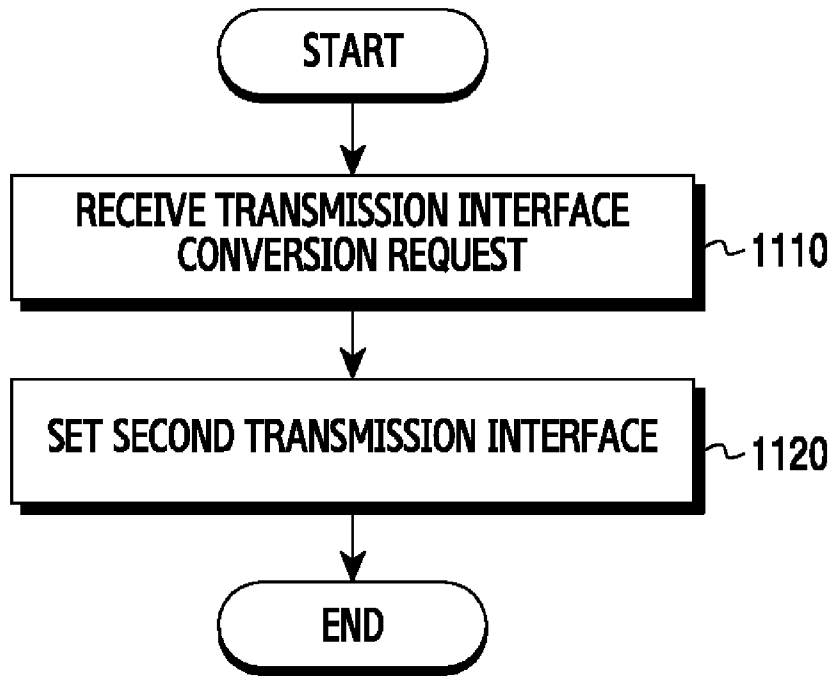 START
RECEIVE TRANSMISSION INTERFACE
CONVERSION REQUEST
1110
SET SECOND TRANSMISSION INTERFACE
1120
END